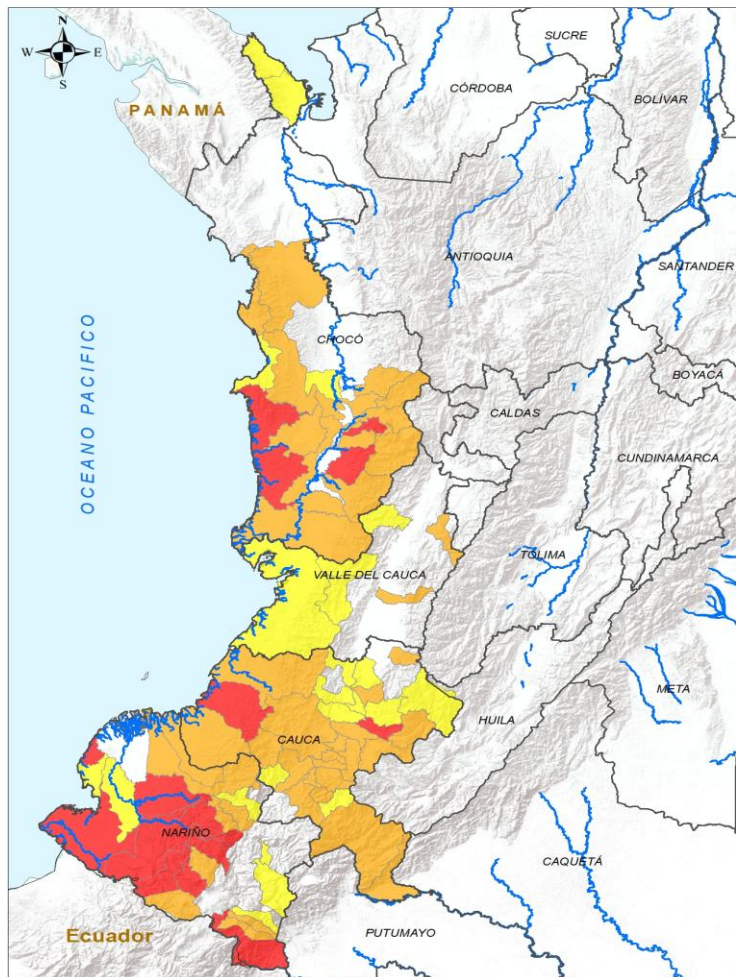 N
W E
S
SUCRE
CÓRDOBA
BOLÍVAR
PANAMÁ
ANTIOQUIA
SANTANDER
OCEANO PACIFICO
CHOCÓ
BOYACÁ
CALDAS
CUNDINAMARCA
TOLIMA
VALLE DEL CAUCA
META
HUILA
CAUCA
NARIÑO
CAQUETÁ
Ecuador
PUTUMAYO